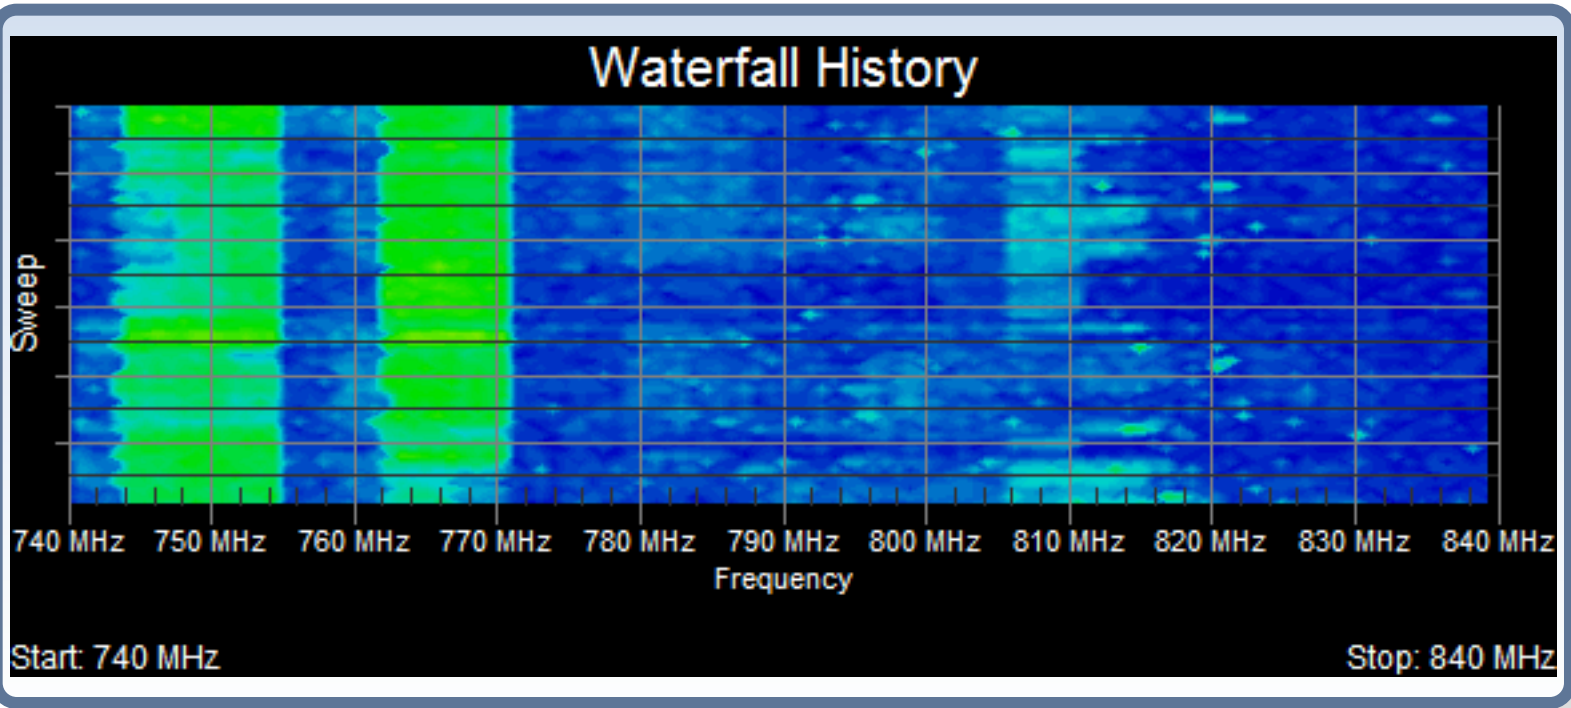 Waterfall History
Sweep
740 MHz 750 MHz 760 MHz 770 MHz 780 MHz 790 MHz 800 MHz 810 MHz 820 MHz 830 MHz 840 MHz
Frequency
Start: 740 MHz Stop: 840 MHz